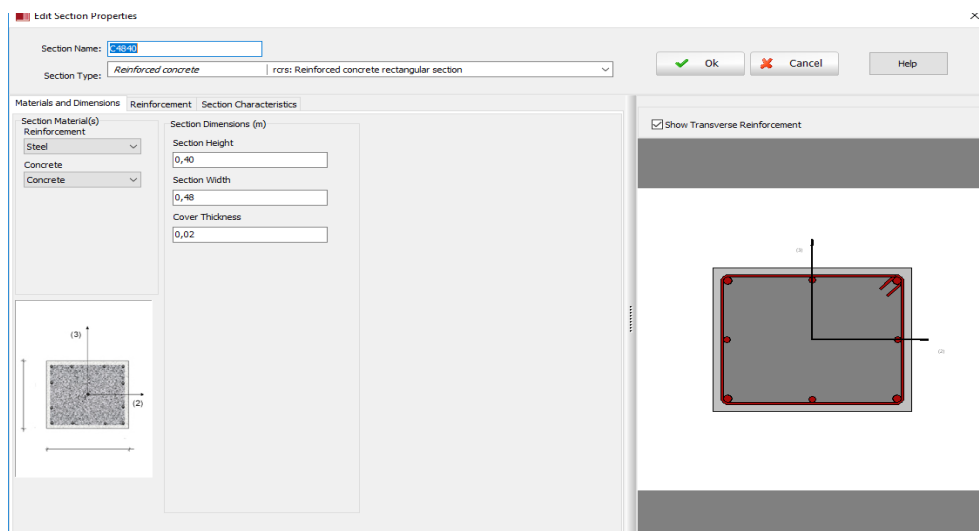 Edit Section Properties
Section Name: C4840
Section Type: Reinforced concrete rcrs: Reinforced concrete rectangular section
Ok Cancel Help
Materials and Dimensions Reinforcement Section Characteristics
Section Material(s)
Reinforcement
Steel
Concrete
Concrete
Section Dimensions (m)
Section Height
0,40
Section Width
0,48
Cover Thickness
0,02
Show Transverse Reinforcement
(3)
(2)
(3)
(2)